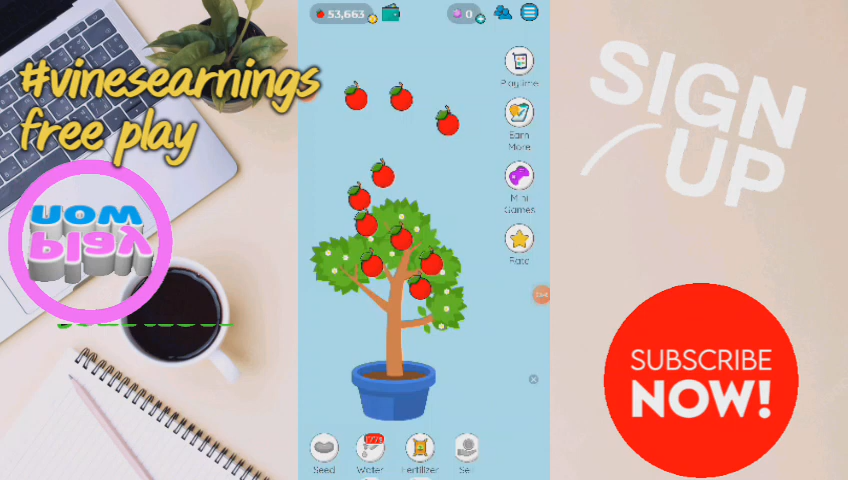 #vinesearnings
free play
53,663
0
Playtime
Earn
More
Mini
Games
Rate
Seed
Water
Fertilizer
Sell
SIGN
UP
SUBSCRIBE
NOW!